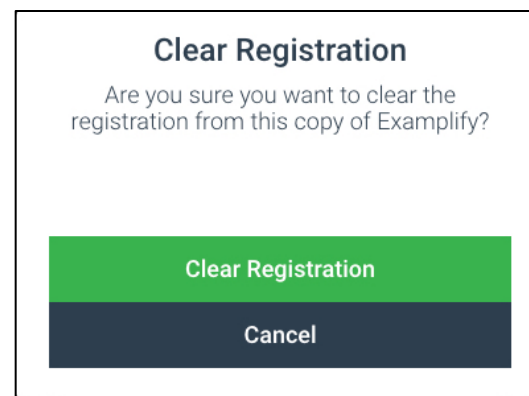 Clear Registration
Are you sure you want to clear the
registration from this copy of Examplify?
Clear Registration
Cancel